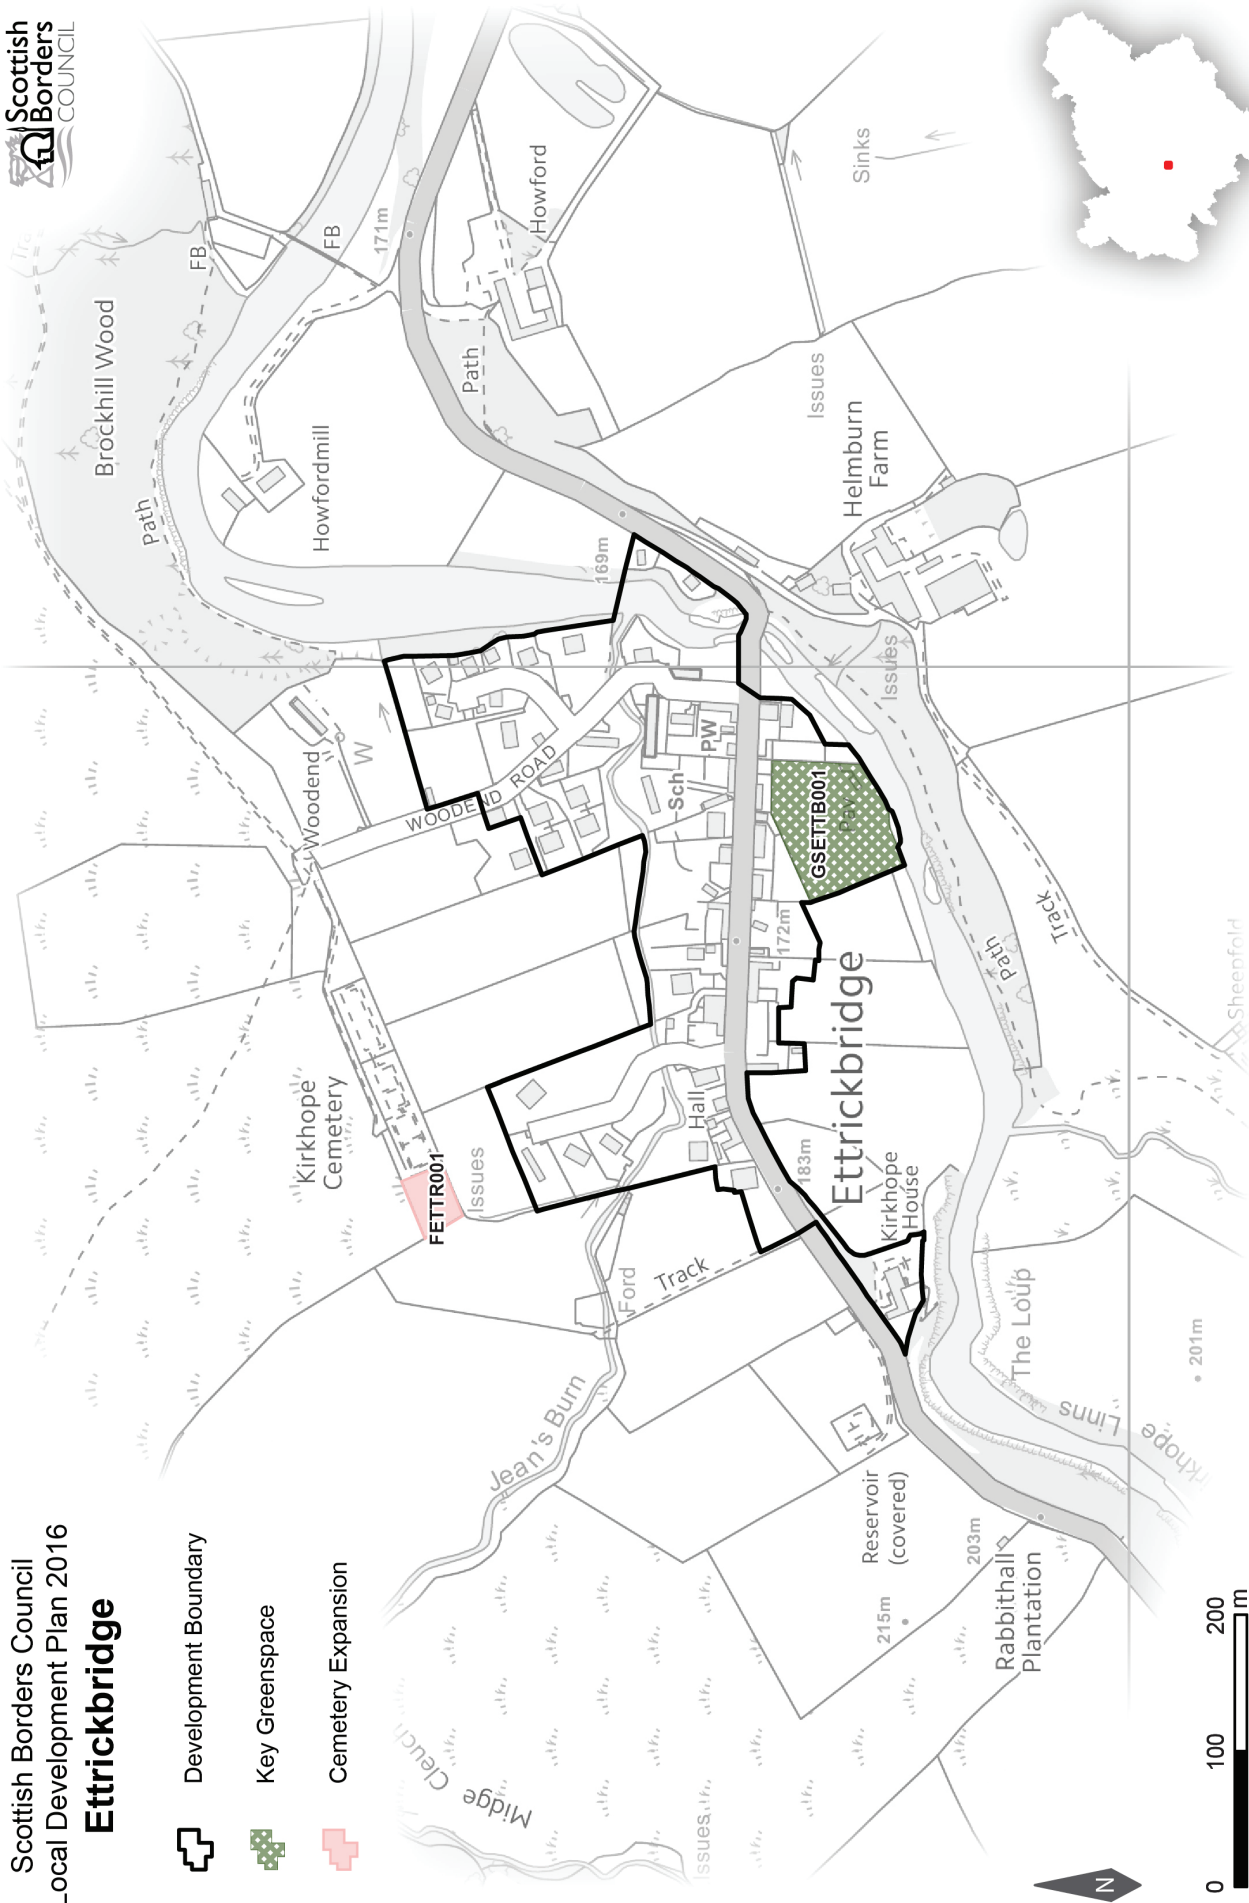 Scottish Borders Council
Local Development Plan 2016
Ettrickbridge
Scottish
Borders
COUNCIL
Development Boundary
Key Greenspace
Cemetery Expansion
Brockhill Wood
Path
FB
FB
171m
Howfordmill
Howford
Path
Sinks
Issues
Helmburn
Farm
169m
Woodend
W
WOODEND ROAD
Kirkhope
Cemetery
FETTR001
Issues
Sch
PW
GSETTB001
Pav
172m
Ettrickbridge
Hall
183m
Kirkhope
House
Ford
Track
Jean's Burn
Issues
Path
Track
Sheepfold
The Loup
201m
Linns
Reservoir
(covered)
203m
Rabbithall
Plantation
215m
Midge Cleuch
Issues
N
0
100
200
m